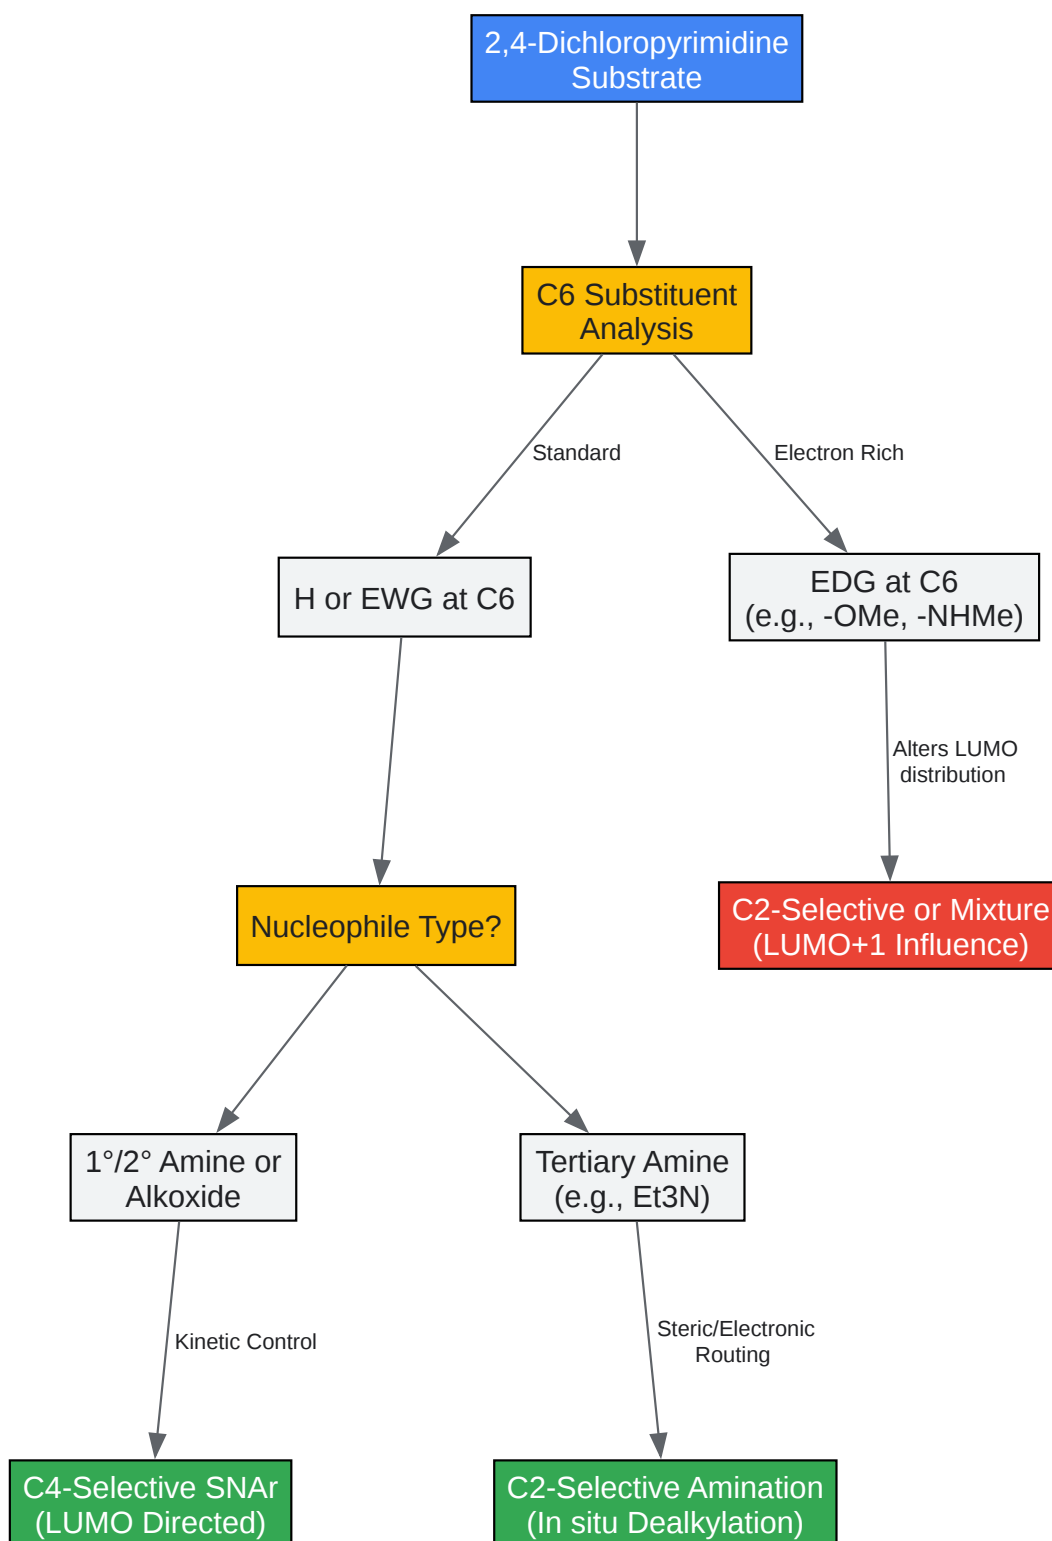 2,4-Dichloropyrimidine
Substrate
C6 Substituent
Analysis
Standard
Electron Rich
H or EWG at C6
EDG at C6
(e.g., -OMe, -NHMe)
Alters LUMO
distribution
Nucleophile Type?
C2-Selective or Mixture
(LUMO+1 Influence)
1°/2° Amine or
Alkoxide
Tertiary Amine
(e.g., Et3N)
Kinetic Control
Steric/Electronic
Routing
C4-Selective SNAr
(LUMO Directed)
C2-Selective Amination
(In situ Dealkylation)